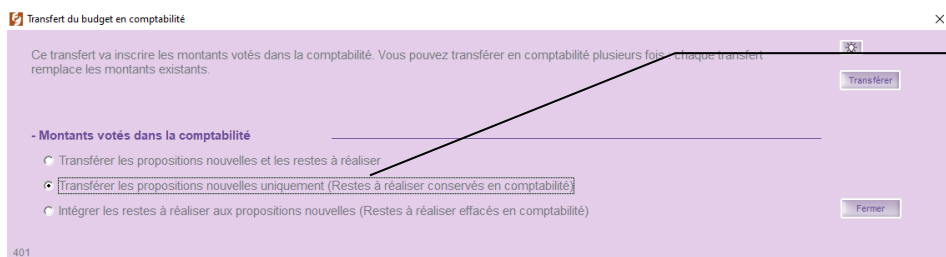 Transfert du budget en comptabilité
Ce transfert va inscrire les montants votés dans la comptabilité. Vous pouvez transférer en comptabilité plusieurs fois - chaque transfert
remplace les montants existants.
Transférer
- Montants votés dans la comptabilité
Transférer les propositions nouvelles et les restes à réaliser
Transférer les propositions nouvelles uniquement (Restes à réaliser conservés en comptabilité)
Intégrer les restes à réaliser aux propositions nouvelles (Restes à réaliser effacés en comptabilité)
Fermer
401